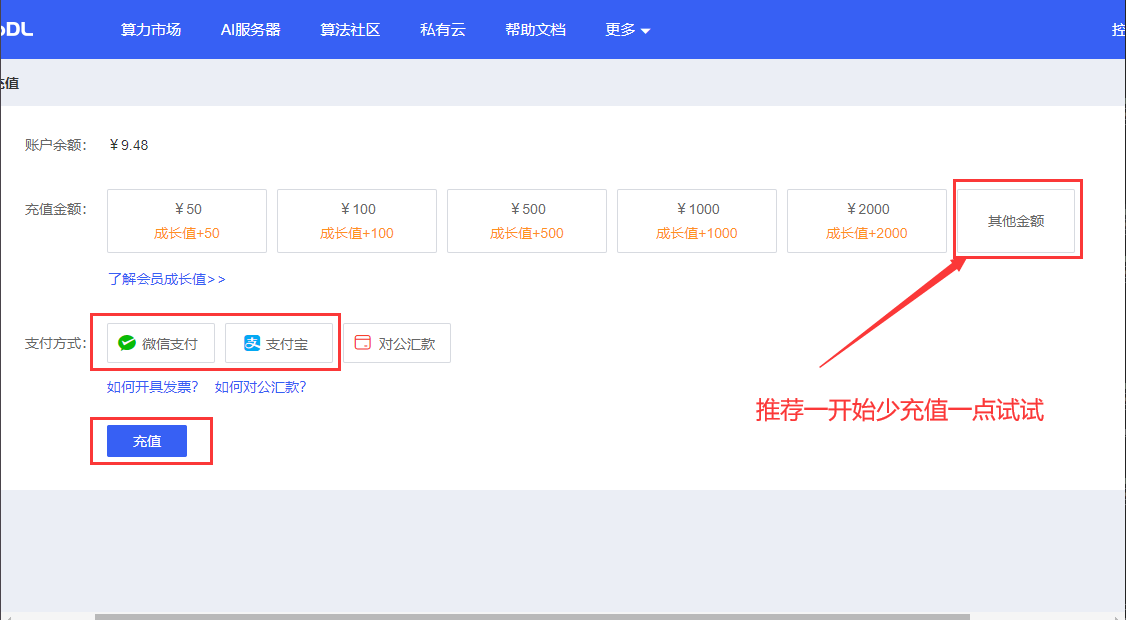 DL 算力市场 AI服务器 算法社区 私有云 帮助文档 更多 控
充值
账户余额: ¥9.48
充值金额: ¥50 ¥100 ¥500 ¥1000 ¥2000 其他金额
成长值+50 成长值+100 成长值+500 成长值+1000 成长值+2000
了解会员成长值>>
支付方式: 微信支付 支 支付宝 对公汇款
如何开具发票? 如何对公汇款?
推荐一开始少充值一点试试
充值